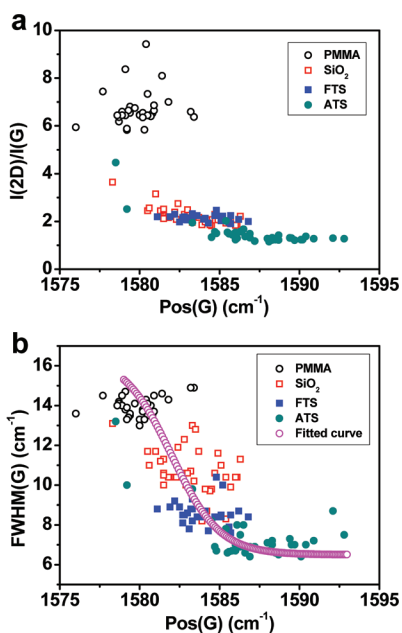 a
I(2D)/I(G)
10
8
6
4
2
0
PMMA
SiO₂
FTS
ATS
1575 1580 1585 1590 1595
Pos(G) (cm⁻¹)
b
FWHM(G) (cm⁻¹)
16
14
12
10
8
6
PMMA
SiO₂
FTS
ATS
Fitted curve
1575 1580 1585 1590 1595
Pos(G) (cm⁻¹)